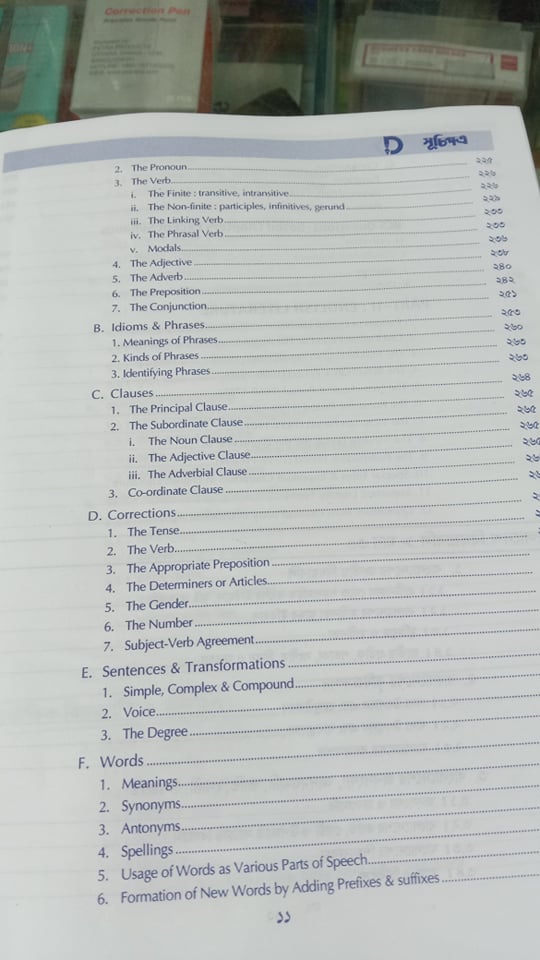 Correction Pen
সূচিপত্র
2. The Pronoun ২২৫
3. The Verb ২২৬
i. The Finite : transitive, intransitive ২২৬
ii. The Non-finite : participles, infinitives, gerund ২২৯
iii. The Linking Verb ২৩৩
iv. The Phrasal Verb ২৩৩
v. Modals ২৩৬
4. The Adjective ২৩৮
5. The Adverb ২৪০
6. The Preposition ২৪২
7. The Conjunction ২৫১
B. Idioms & Phrases ২৫৩
1. Meanings of Phrases ২৬০
2. Kinds of Phrases ২৬৩
3. Identifying Phrases ২৬৩
C. Clauses ২৬৪
1. The Principal Clause ২৬৫
2. The Subordinate Clause ২৬৫
i. The Noun Clause ২৬৫
ii. The Adjective Clause
iii. The Adverbial Clause
3. Co-ordinate Clause
D. Corrections
1. The Tense
2. The Verb
3. The Appropriate Preposition
4. The Determiners or Articles
5. The Gender
6. The Number
7. Subject-Verb Agreement
E. Sentences & Transformations
1. Simple, Complex & Compound
2. Voice
3. The Degree
F. Words
1. Meanings
2. Synonyms
3. Antonyms
4. Spellings
5. Usage of Words as Various Parts of Speech
6. Formation of New Words by Adding Prefixes & suffixes
১১